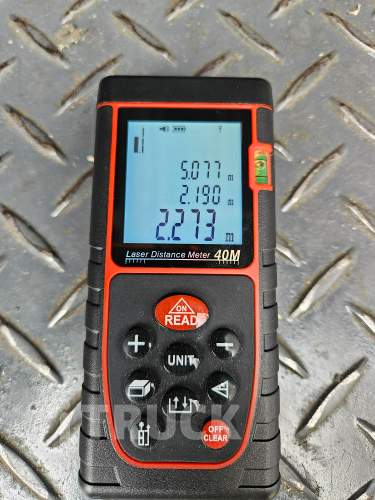 5.077 m
2.190 m
2.273 m
Laser Distance Meter 40M
ON
READ
UNIT
OFF
CLEAR
TRUCK